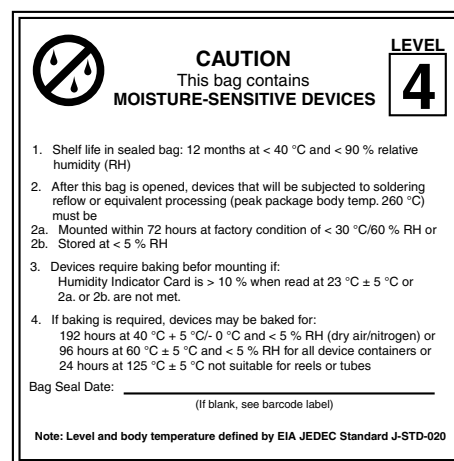 CAUTION
This bag contains
MOISTURE-SENSITIVE DEVICES
LEVEL
4
1. Shelf life in sealed bag: 12 months at < 40 °C and < 90 % relative
humidity (RH)
2. After this bag is opened, devices that will be subjected to soldering
reflow or equivalent processing (peak package body temp. 260 °C)
must be
2a. Mounted within 72 hours at factory condition of < 30 °C/60 % RH or
2b. Stored at < 5 % RH
3. Devices require baking befor mounting if:
Humidity Indicator Card is > 10 % when read at 23 °C ± 5 °C or
2a. or 2b. are not met.
4. If baking is required, devices may be baked for:
192 hours at 40 °C + 5 °C/- 0 °C and < 5 % RH (dry air/nitrogen) or
96 hours at 60 °C ± 5 °C and < 5 % RH for all device containers or
24 hours at 125 °C ± 5 °C not suitable for reels or tubes
Bag Seal Date:
(If blank, see barcode label)
Note: Level and body temperature defined by EIA JEDEC Standard J-STD-020